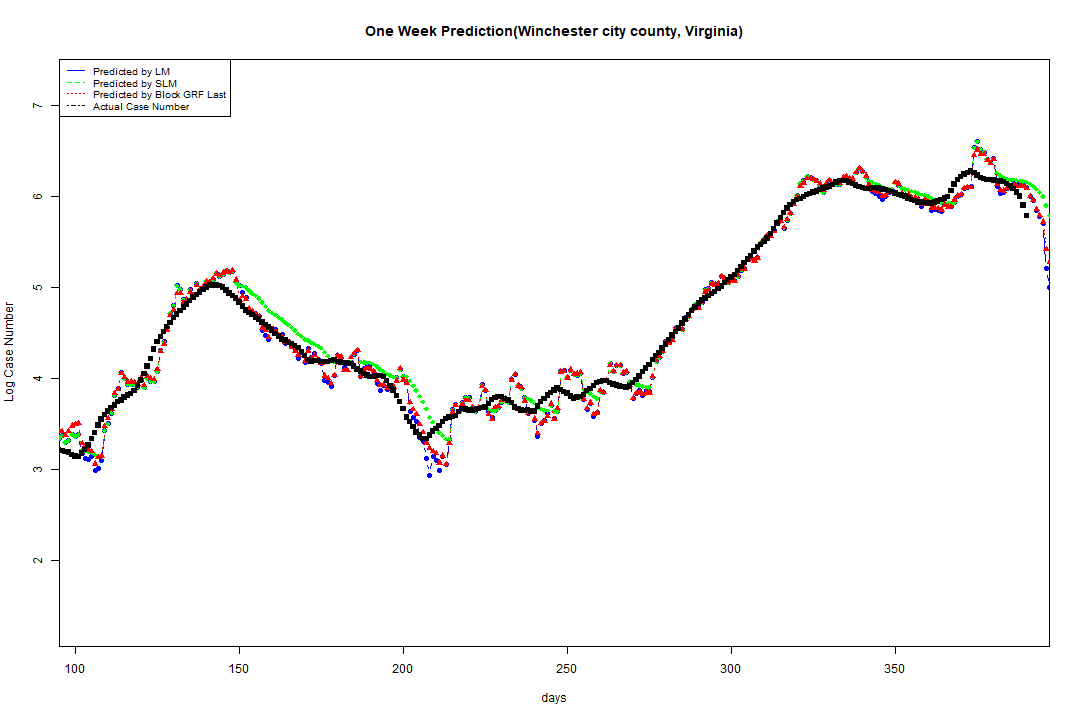 One Week Prediction(Winchester city county, Virginia)
Predicted by LM
Predicted by SLM
Predicted by Block GRF Last
Actual Case Number
7
6
5
4
3
2
Log Case Number
100 150 200 250 300 350
days